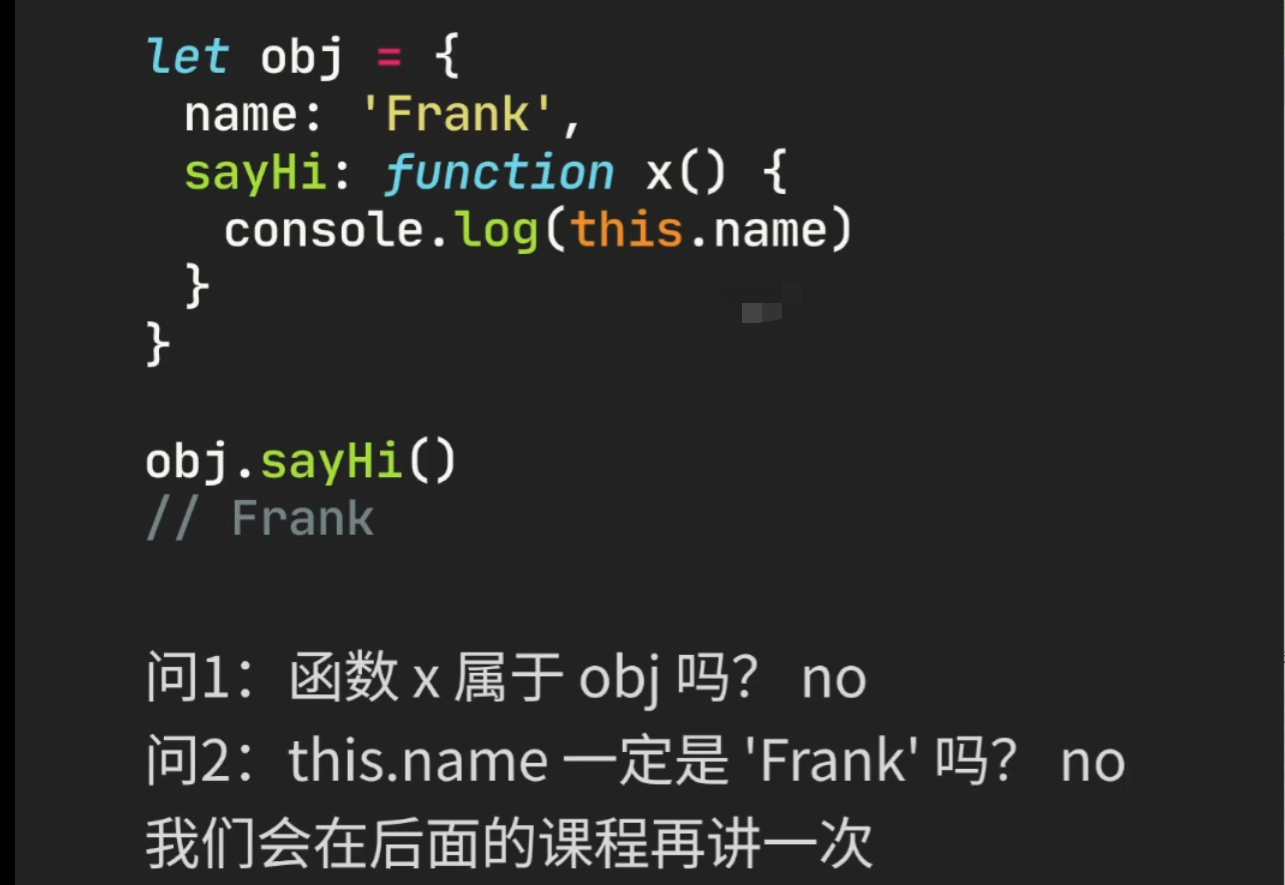 let obj = {
name: 'Frank',
sayHi: function x() {
console.log(this.name)
}
}
obj.sayHi()
// Frank
问1：函数 x 属于 obj 吗？ no
问2：this.name 一定是 'Frank' 吗？ no
我们会在后面的课程再讲一次